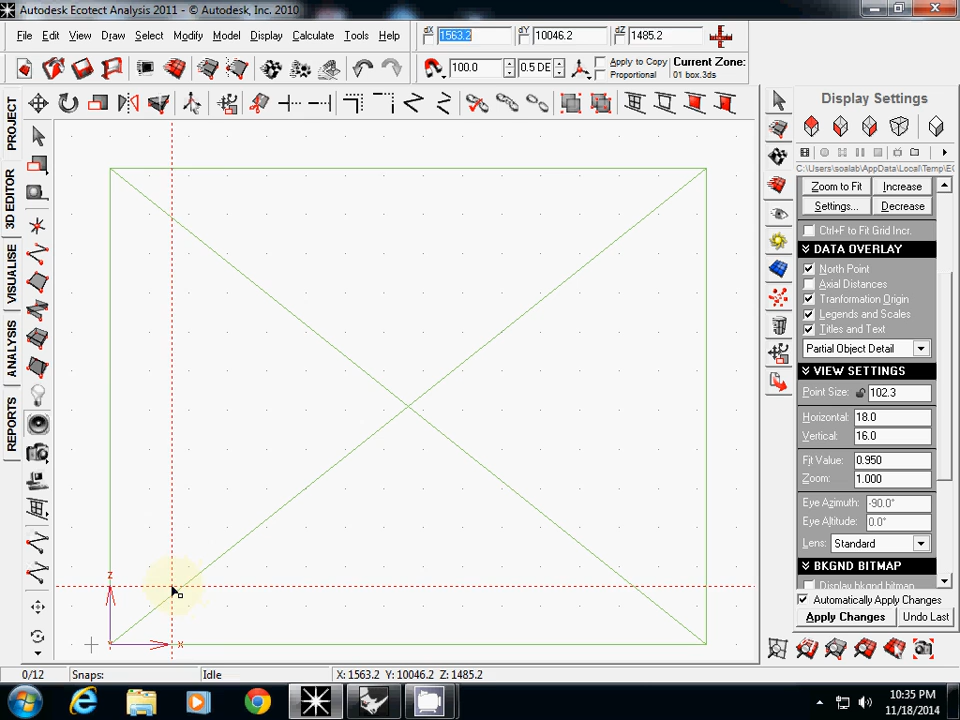 Autodesk Ecotect Analysis 2011 - © Autodesk, Inc. 2010
File Edit View Draw Select Modify Model Display Calculate Tools Help
dX 1563.2 dY 10046.2 dZ 1485.2
100.0 0.5 DE
Apply to Copy
Proportional
Current Zone:
01 box.3ds
PROJECT
3D EDITOR
VISUALISE
ANALYSIS
REPORTS
z
x
Display Settings
C:\Users\soalab\AppData\Local\Temp\EC
Zoom to Fit Increase
Settings... Decrease
Ctrl+F to Fit Grid Incr.
DATA OVERLAY
North Point
Axial Distances
Tranformation Origin
Legends and Scales
Titles and Text
Partial Object Detail
VIEW SETTINGS
Point Size: 102.3
Horizontal: 18.0
Vertical: 16.0
Fit Value: 0.950
Zoom: 1.000
Eye Azimuth: -90.0°
Eye Altitude: 0.0°
Lens: Standard
BKGND BITMAP
Display bkgnd bitmap
Automatically Apply Changes
Apply Changes Undo Last
0/12 Snaps: Idle X: 1563.2 Y: 10046.2 Z: 1485.2
10:35 PM
11/18/2014